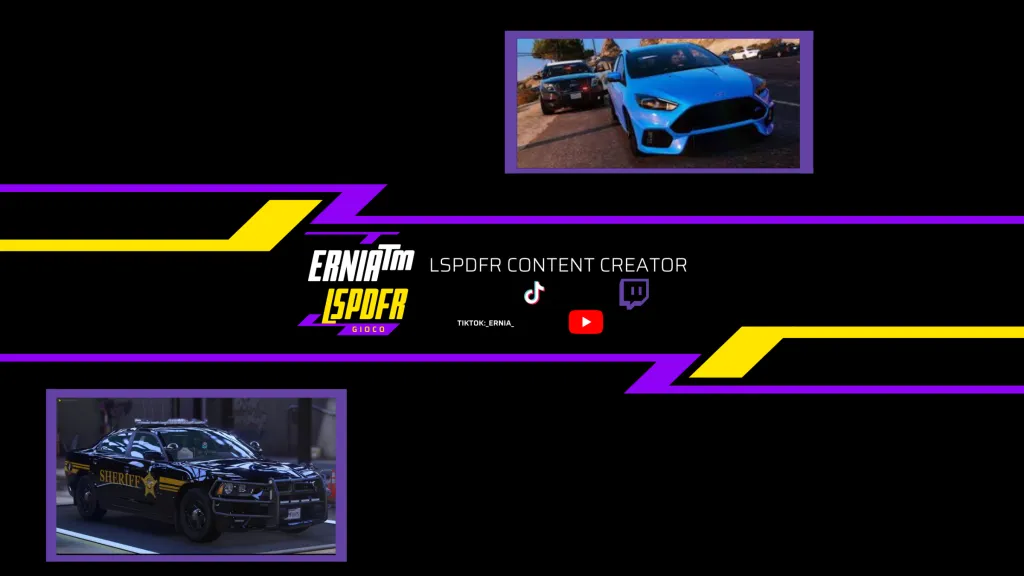 ERNIATM
LSPDFR
GIOCO
LSPDFR CONTENT CREATOR
TIKTOK:_ERNIA_
SHERIFF